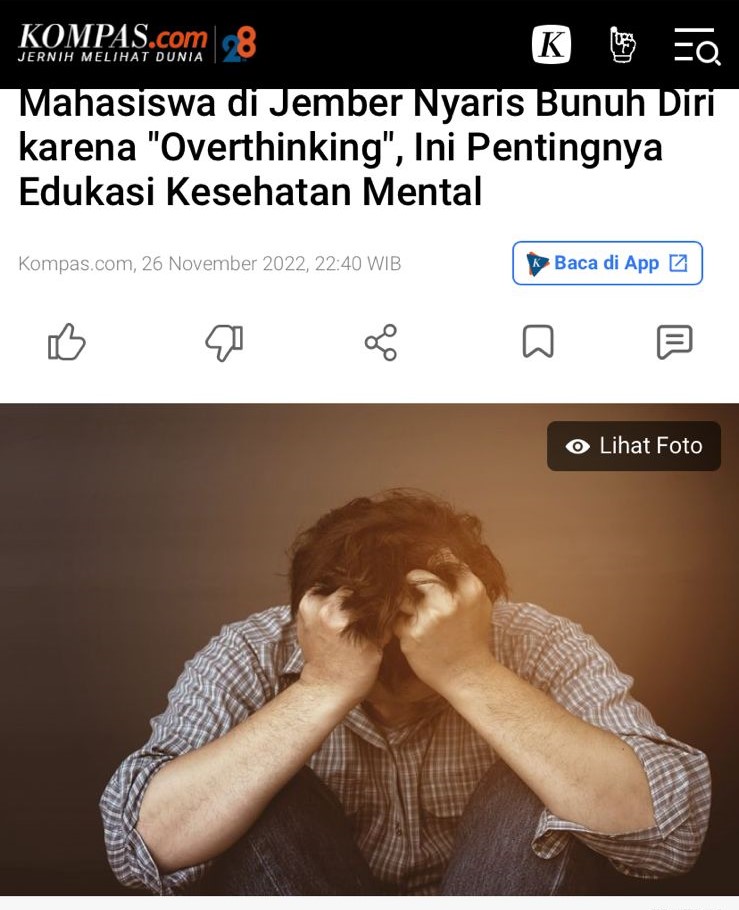 KOMPAS.com 28
JERNIH MELIHAT DUNIA
K
Mahasiswa di Jember Nyaris Bunuh Diri
karena "Overthinking", Ini Pentingnya
Edukasi Kesehatan Mental
Kompas.com, 26 November 2022, 22:40 WIB
K Baca di App
Lihat Foto